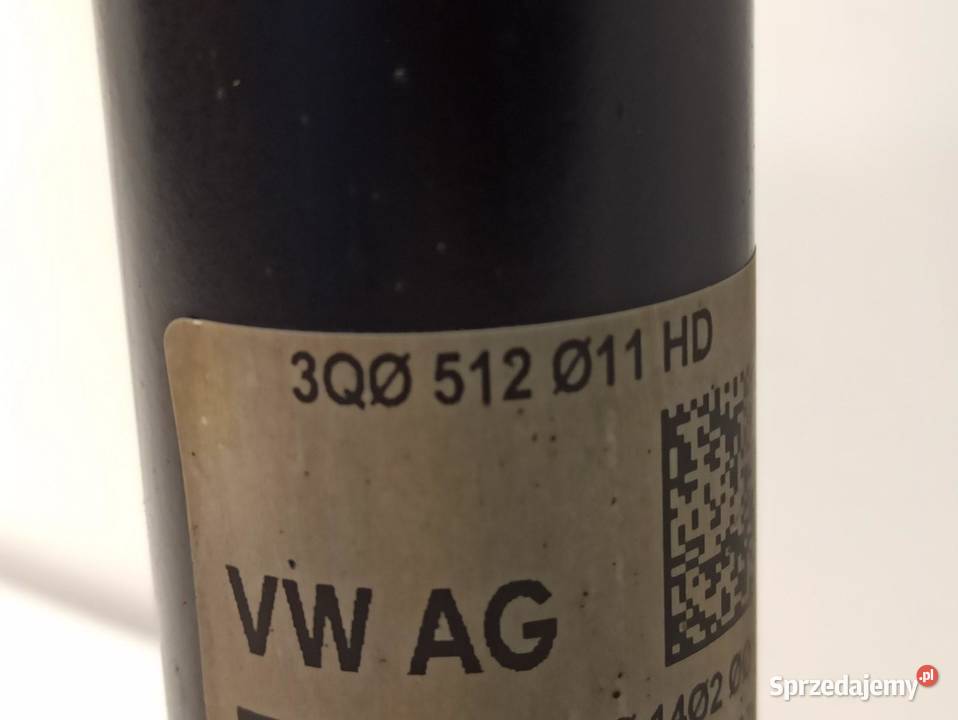 3QØ 512 Ø11 HD
VW AG
Sprzedajemy.pl